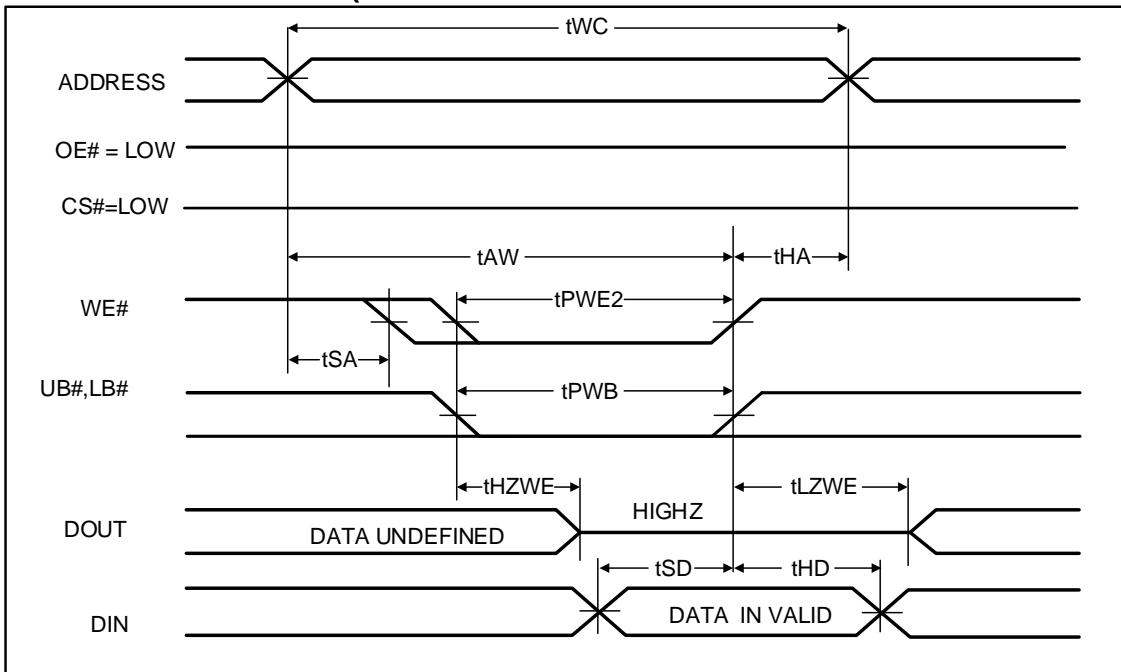 tWC
ADDRESS
OE# = LOW
CS#=LOW
tAW
tHA
WE#
tPWE2
tSA
UB#,LB#
tPWB
tHZWE
tLZWE
DOUT
DATA UNDEFINED
HIGHZ
tSD
tHD
DIN
DATA IN VALID